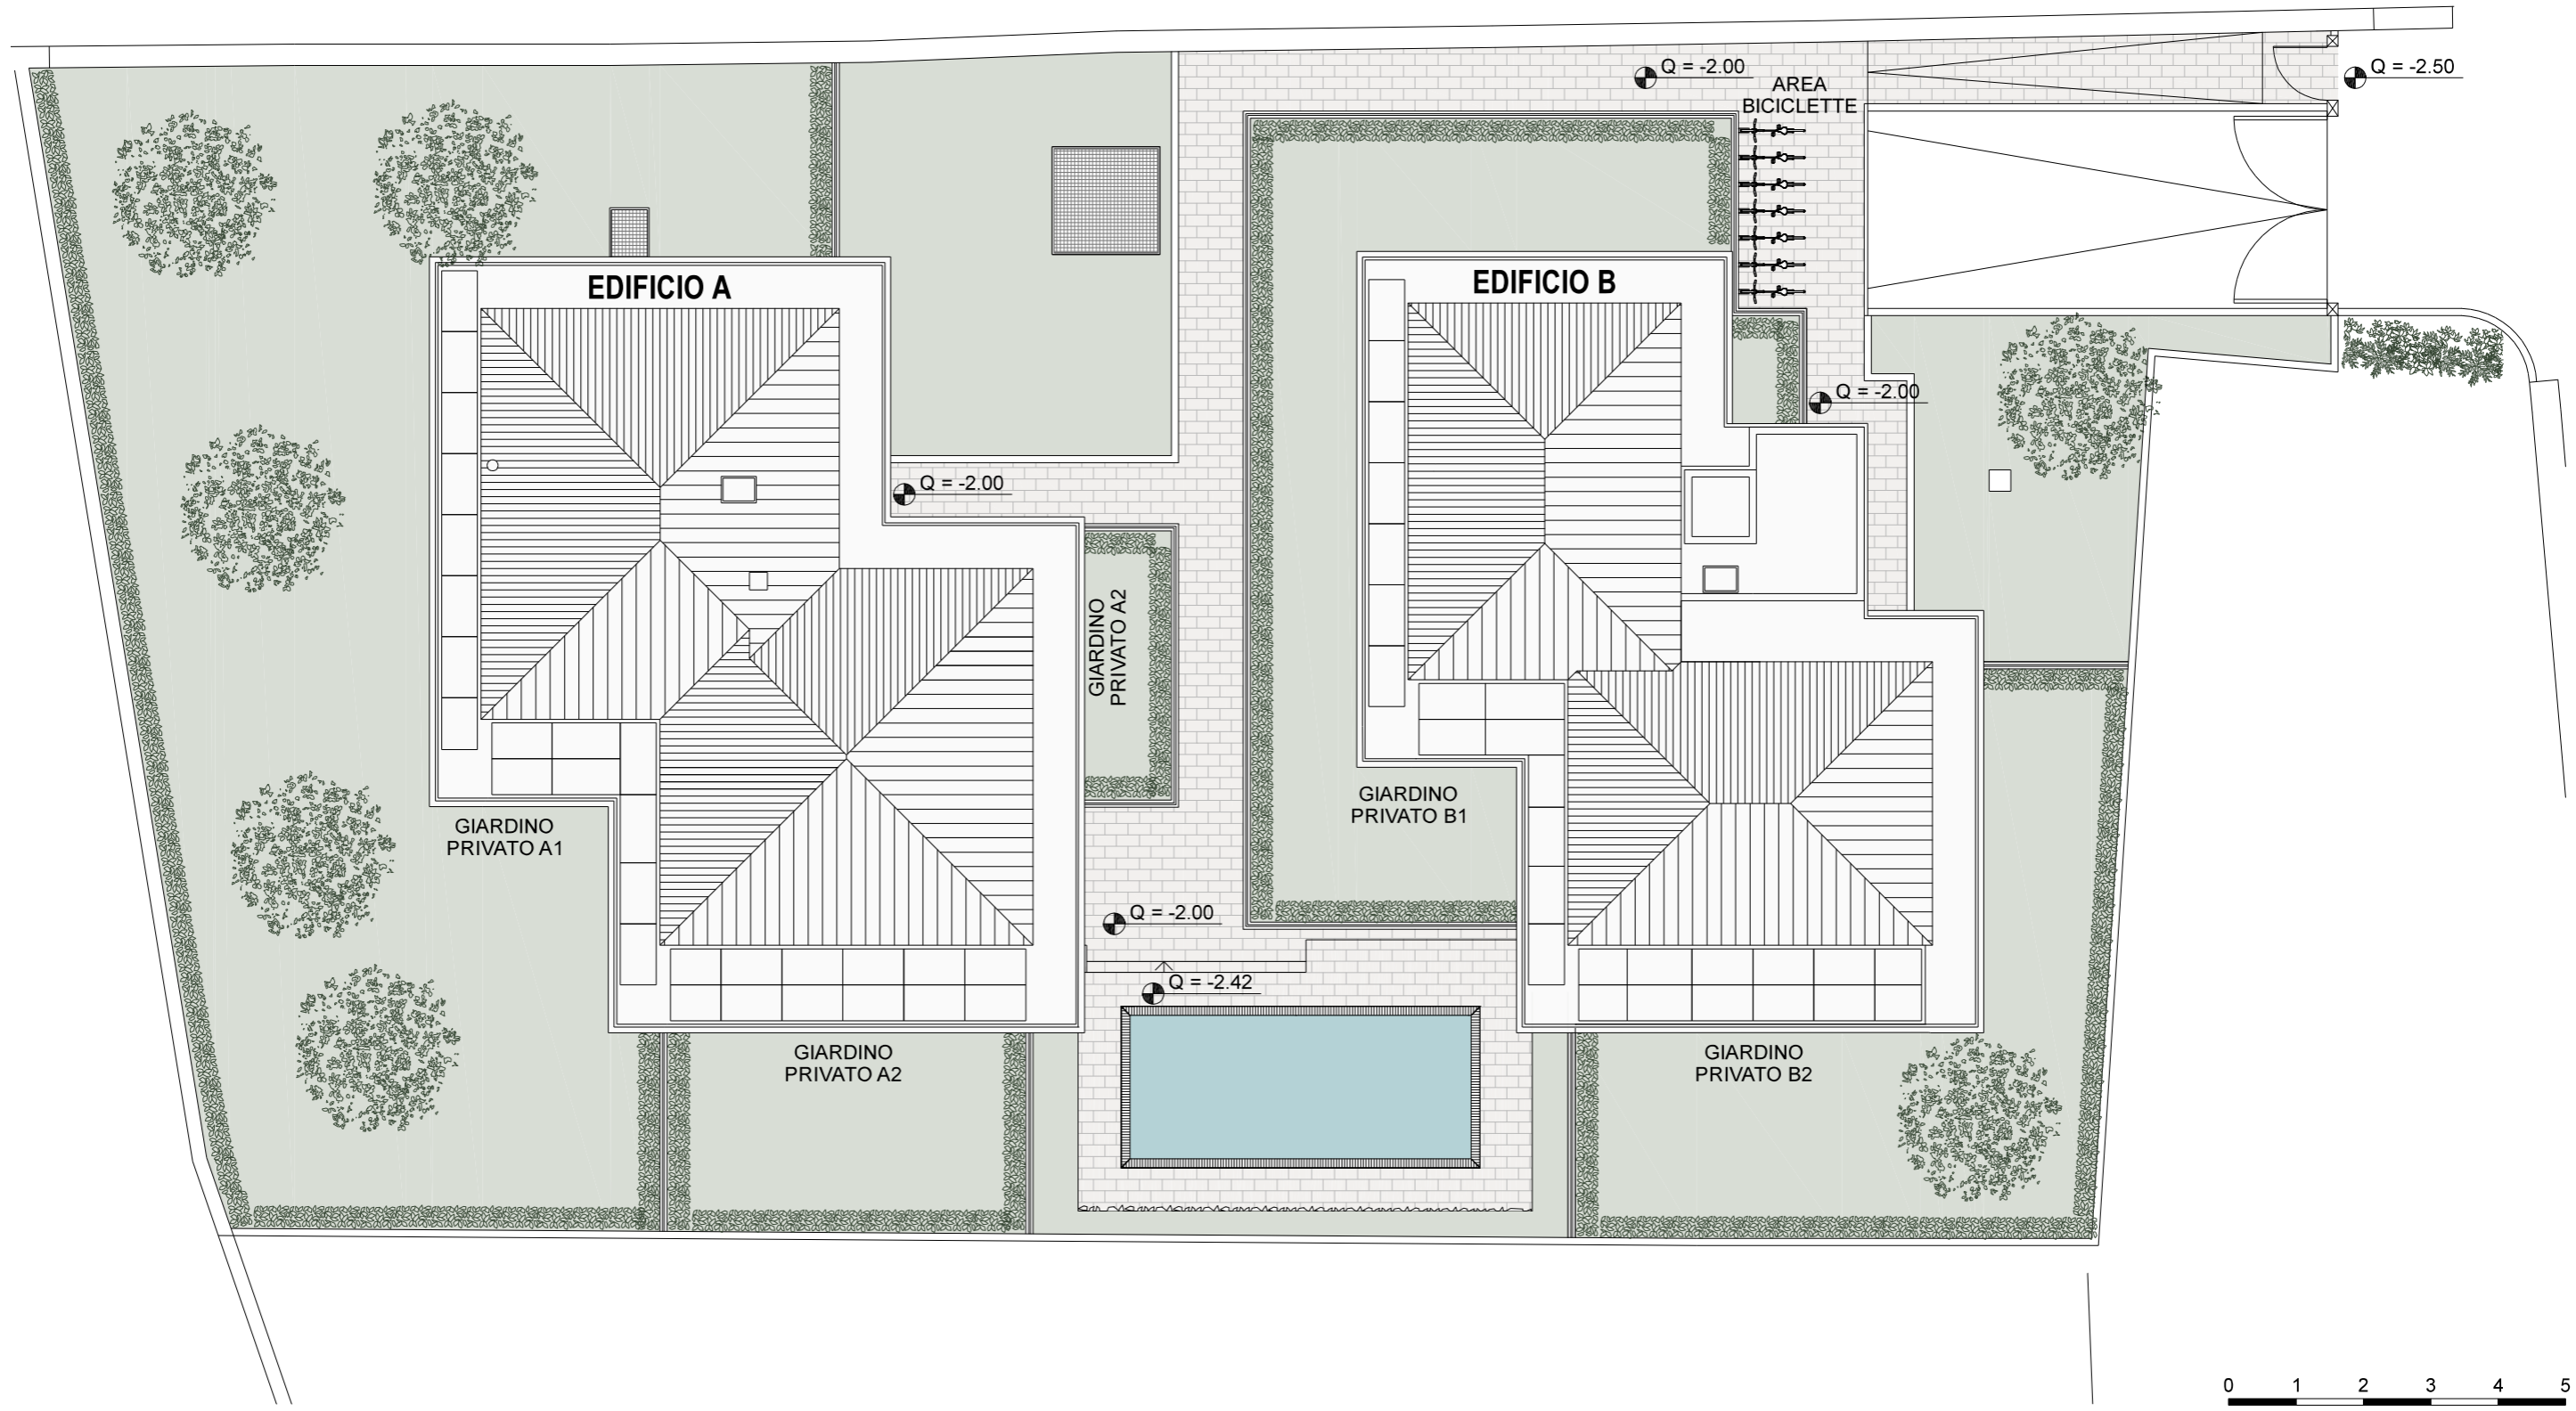 Q = -2.00
Q = -2.50
AREA
BICICLETTE
EDIFICIO A
EDIFICIO B
Q = -2.00
Q = -2.00
GIARDINO
PRIVATO A2
GIARDINO
PRIVATO B1
GIARDINO
PRIVATO A1
Q = -2.00
Q = -2.42
GIARDINO
PRIVATO A2
GIARDINO
PRIVATO B2
0 1 2 3 4 5